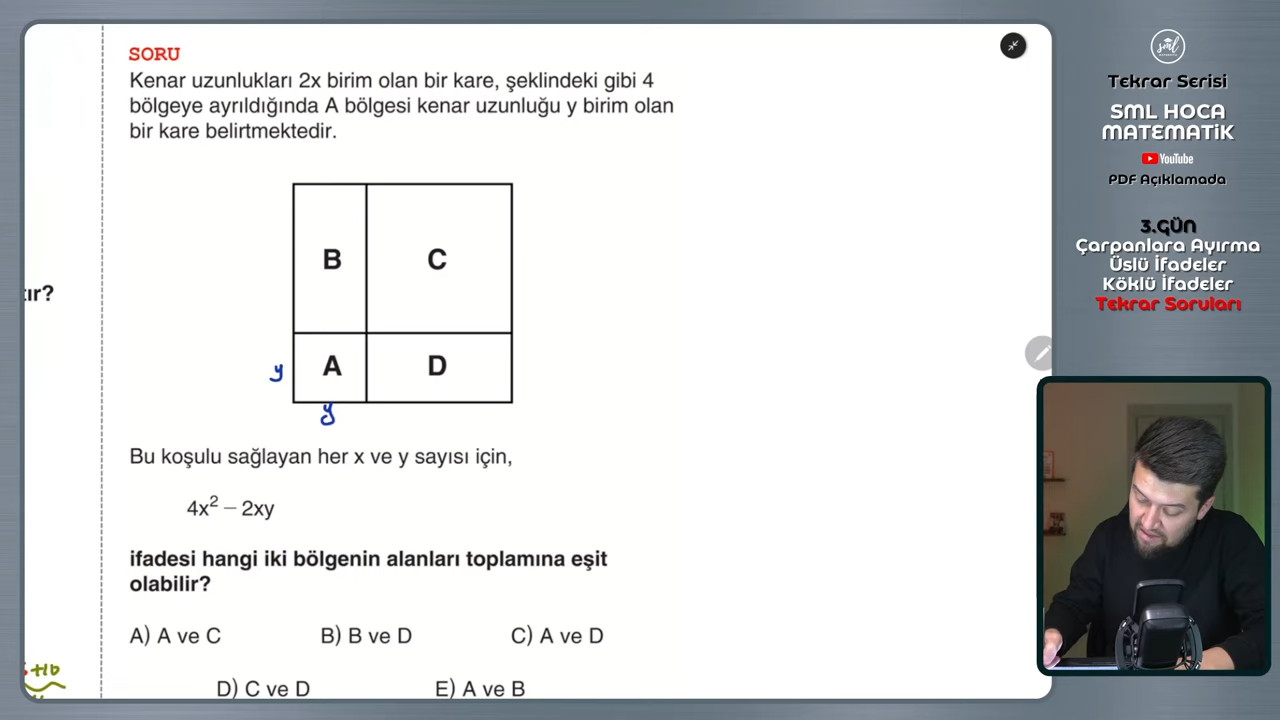 SORU
Kenar uzunlukları 2x birim olan bir kare, şeklindeki gibi 4
bölgeye ayrıldığında A bölgesi kenar uzunluğu y birim olan
bir kare belirtmektedir.
B
C
A
D
y
y
Bu koşulu sağlayan her x ve y sayısı için,
4x² – 2xy
ifadesi hangi iki bölgenin alanları toplamına eşit
olabilir?
A) A ve C B) B ve D C) A ve D
D) C ve D E) A ve B
ır?
+10
sml
Tekrar Serisi
SML HOCA
MATEMATİK
YouTube
PDF Açıklamada
3.GÜN
Çarpanlara Ayırma
Üslü İfadeler
Köklü İfadeler
Tekrar Soruları